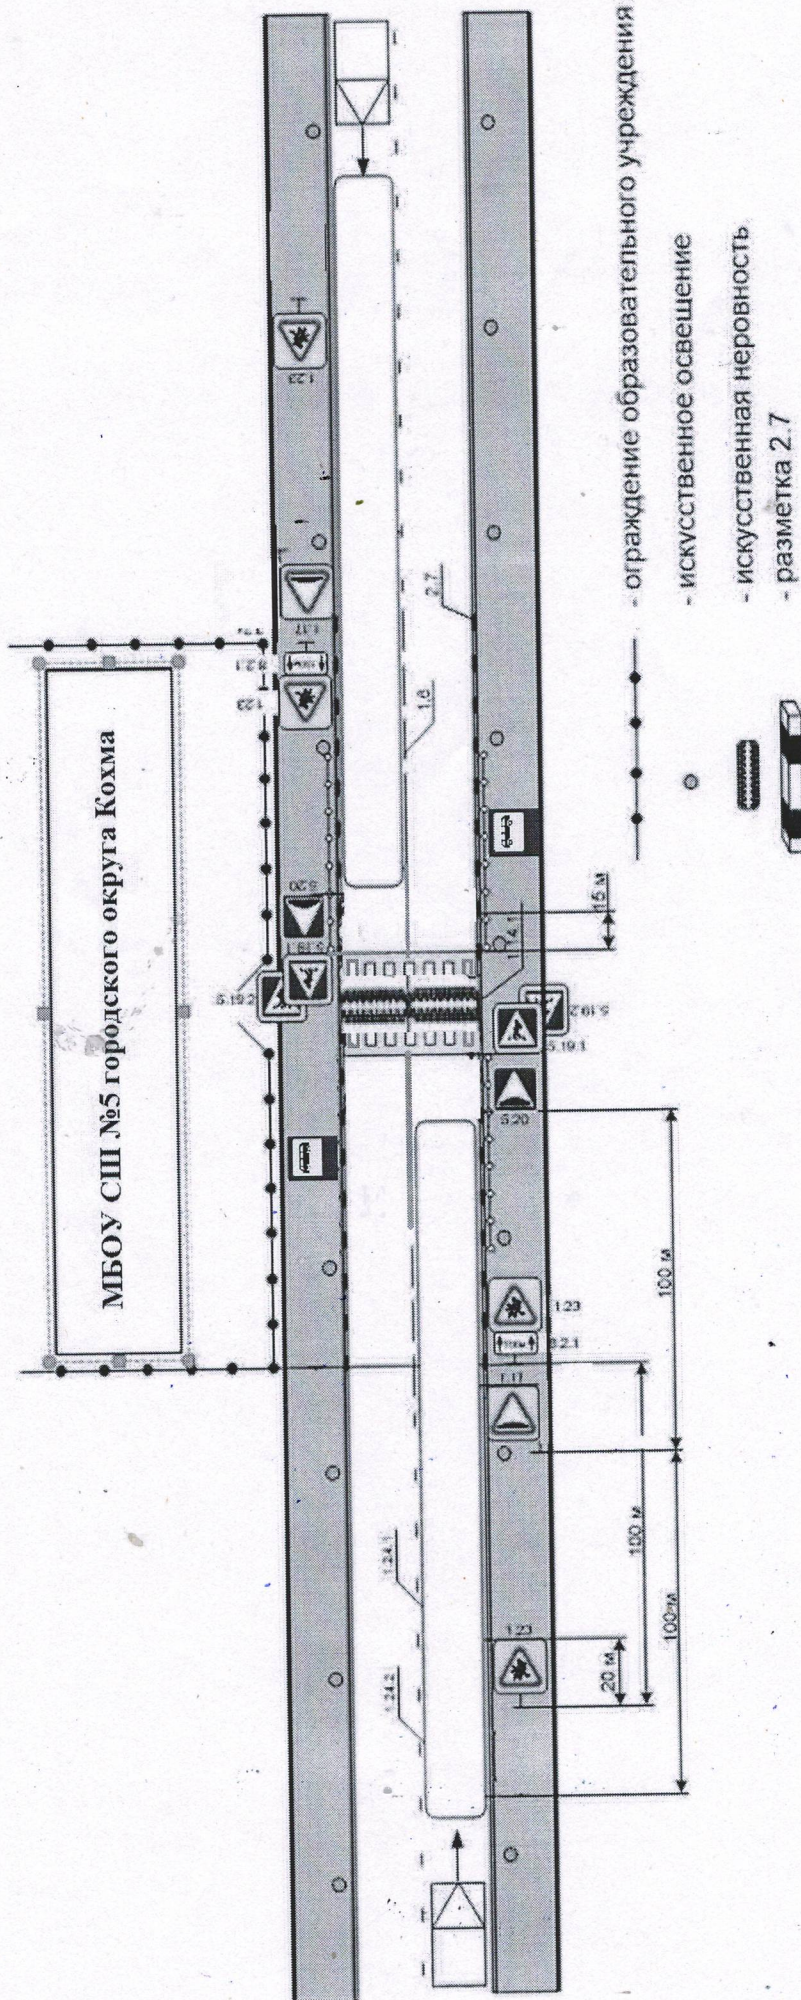 МБОУ СШ №5 городского округа Кохма
1.23
1.17
8.2.1
1.23
5.20
5.19.1
5.19.2
2.7
1.6
1.14.1
15 м
5.19.2
5.19.1
5.20
1.23
8.2.1
1.17
1.23
1.24.1
1.24.2
100 м
100 м
100 м
20 м
- ограждение образовательного учреждения
- искусственное освещение
- искусственная неровность
- разметка 2.7